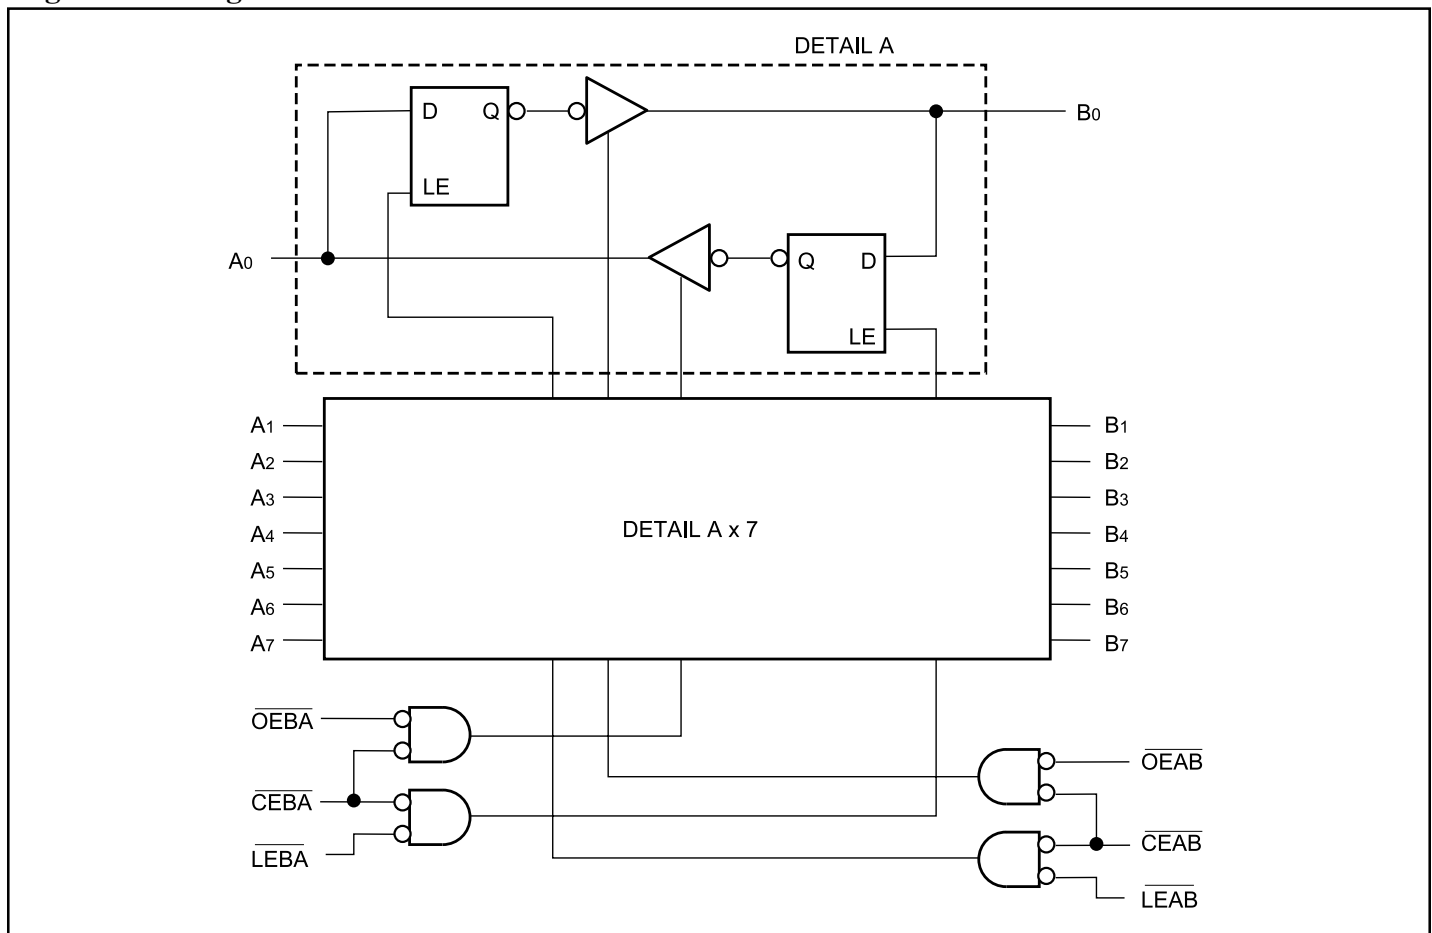 DETAIL A
D Q
B0
LE
A0
Q D
LE
A1 B1
A2 B2
A3 B3
A4 B4
DETAIL A x 7
A5 B5
A6 B6
A7 B7
OEBA
OEAB
CEBA
CEAB
LEBA
LEAB